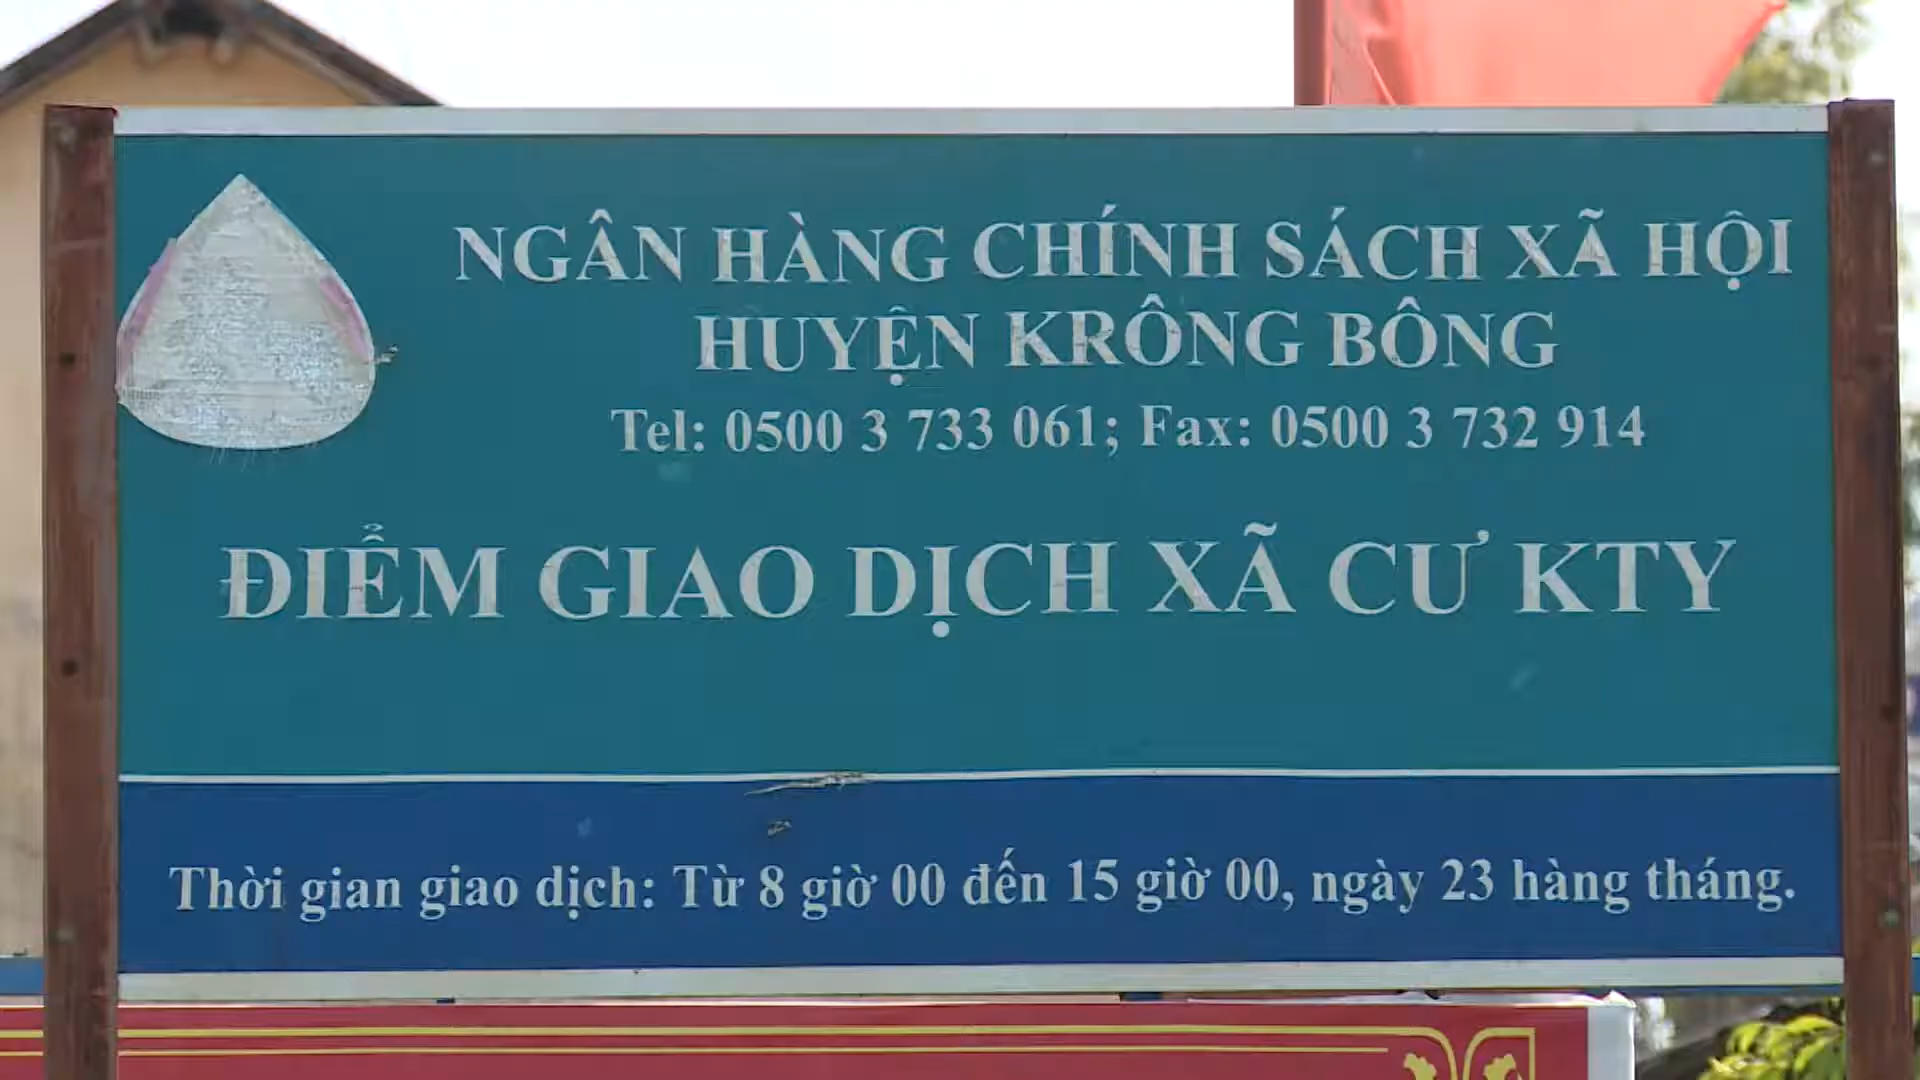 NGÂN HÀNG CHÍNH SÁCH XÃ HỘI
HUYỆN KRÔNG BÔNG
Tel: 0500 3 733 061; Fax: 0500 3 732 914
ĐIỂM GIAO DỊCH XÃ CƯ KTY
Thời gian giao dịch: Từ 8 giờ 00 đến 15 giờ 00, ngày 23 hàng tháng.